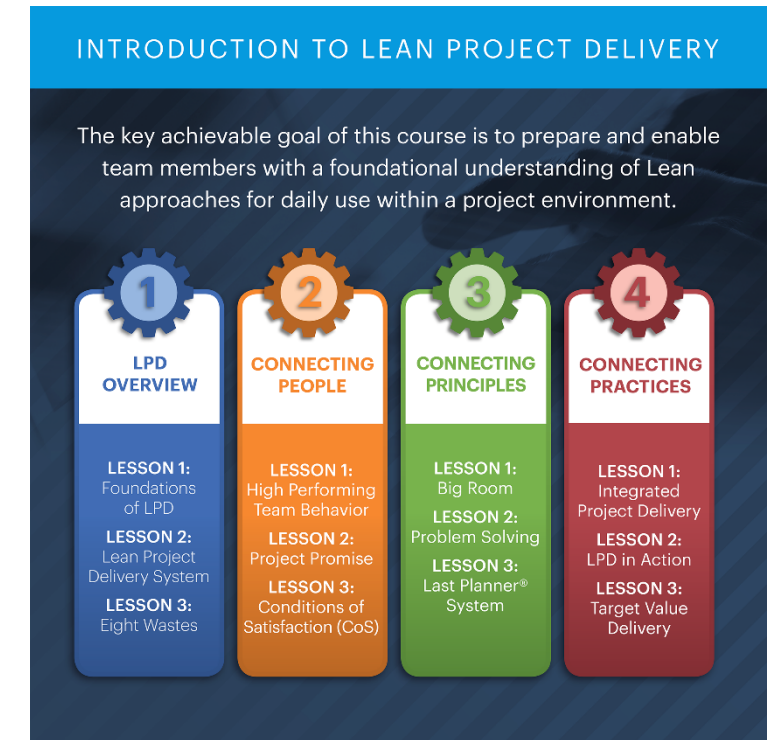 INTRODUCTION TO LEAN PROJECT DELIVERY
The key achievable goal of this course is to prepare and enable
team members with a foundational understanding of Lean
approaches for daily use within a project environment.
1
LPD
OVERVIEW
LESSON 1:
Foundations
of LPD
LESSON 2:
Lean Project
Delivery System
LESSON 3:
Eight Wastes
2
CONNECTING
PEOPLE
LESSON 1:
High Performing
Team Behavior
LESSON 2:
Project Promise
LESSON 3:
Conditions of
Satisfaction (CoS)
3
CONNECTING
PRINCIPLES
LESSON 1:
Big Room
LESSON 2:
Problem Solving
LESSON 3:
Last Planner®
System
4
CONNECTING
PRACTICES
LESSON 1:
Integrated
Project Delivery
LESSON 2:
LPD in Action
LESSON 3:
Target Value
Delivery